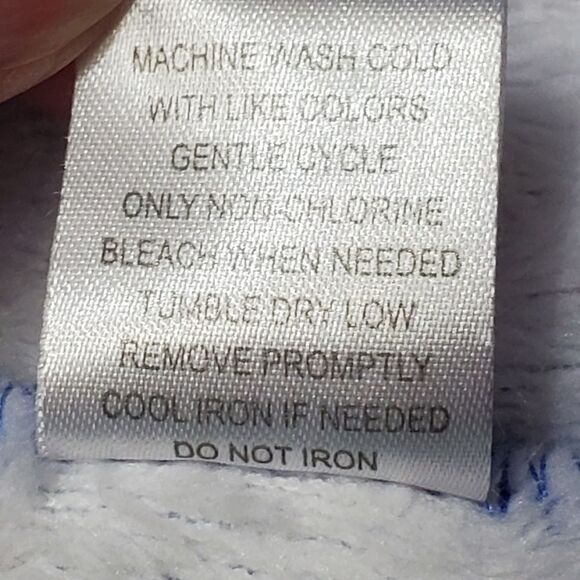 MACHINE WASH COLD
WITH LIKE COLORS
GENTLE CYCLE
ONLY NON-CHLORINE
BLEACH WHEN NEEDED
TUMBLE DRY LOW
REMOVE PROMPTLY
COOL IRON IF NEEDED
DO NOT IRON